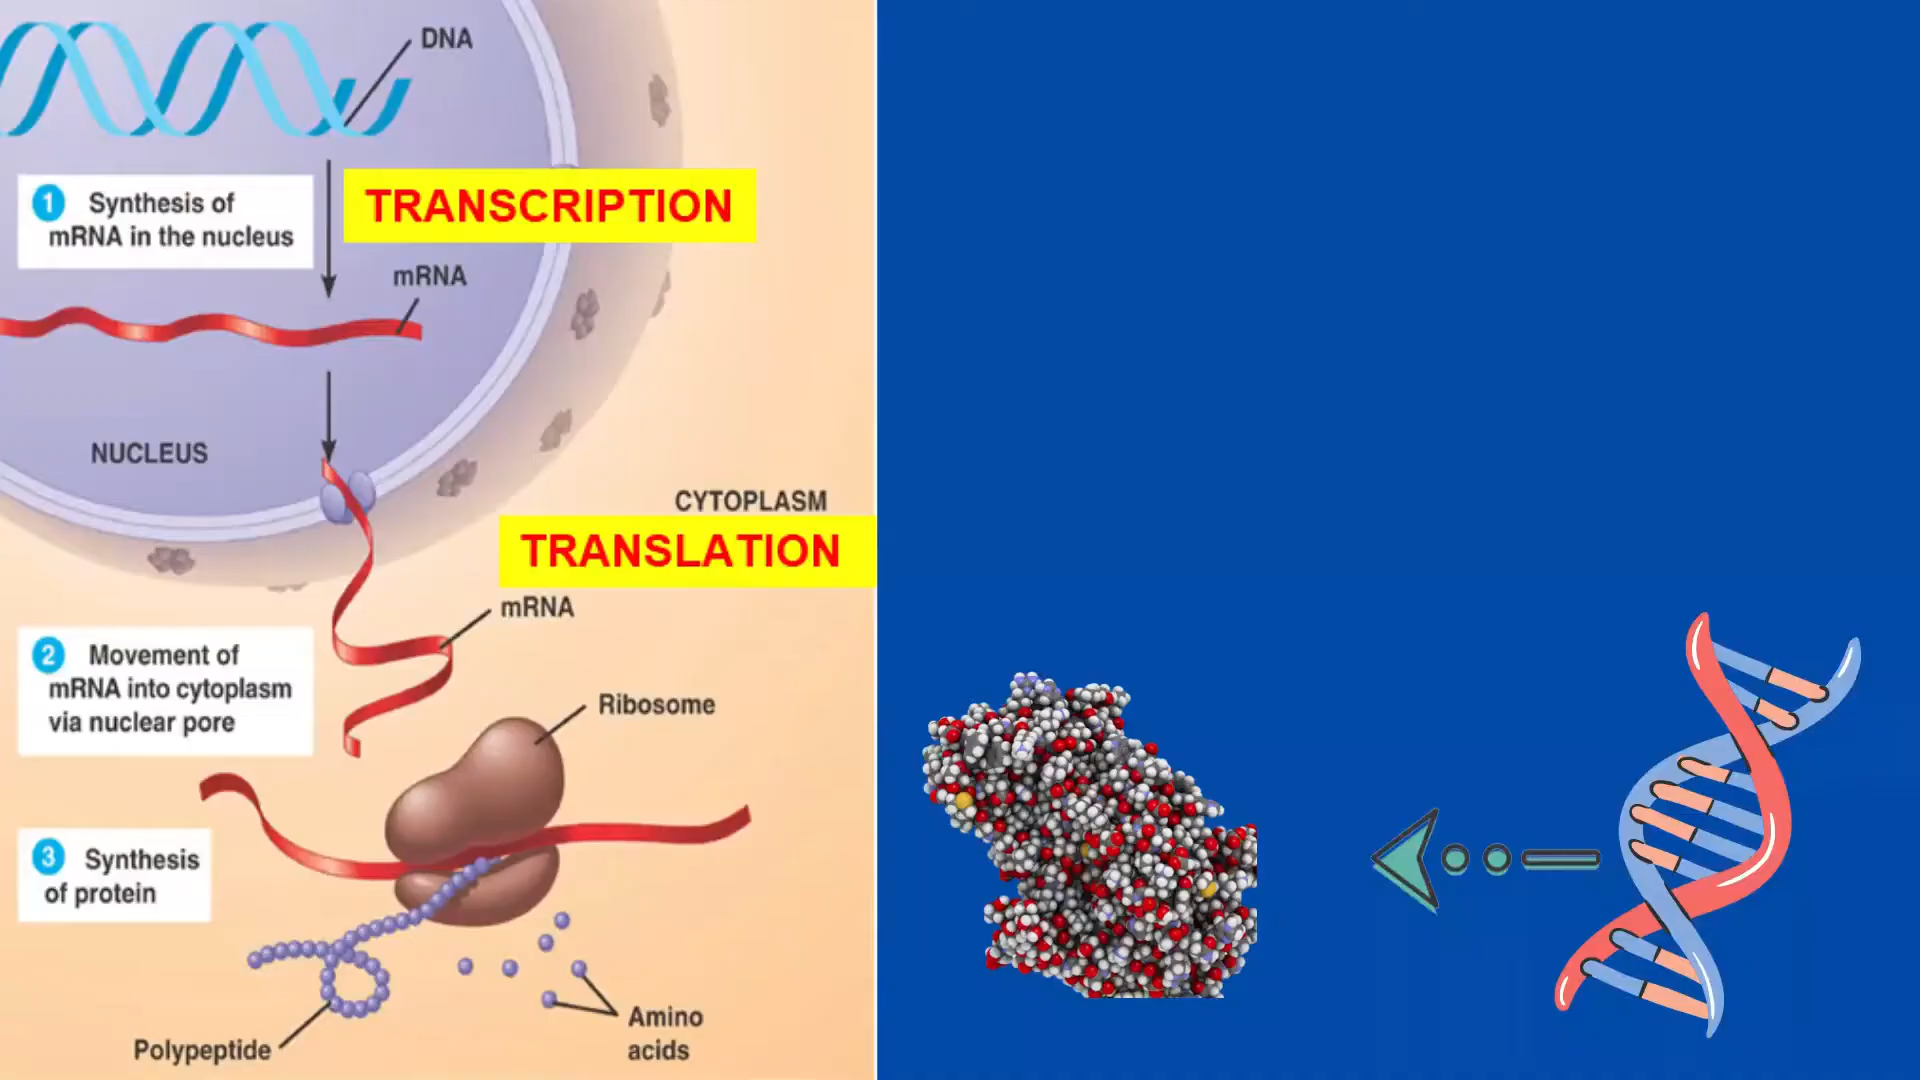 DNA
1 Synthesis of
mRNA in the nucleus
TRANSCRIPTION
mRNA
NUCLEUS
CYTOPLASM
TRANSLATION
mRNA
2 Movement of
mRNA into cytoplasm
via nuclear pore
Ribosome
3 Synthesis
of protein
Amino
acids
Polypeptide